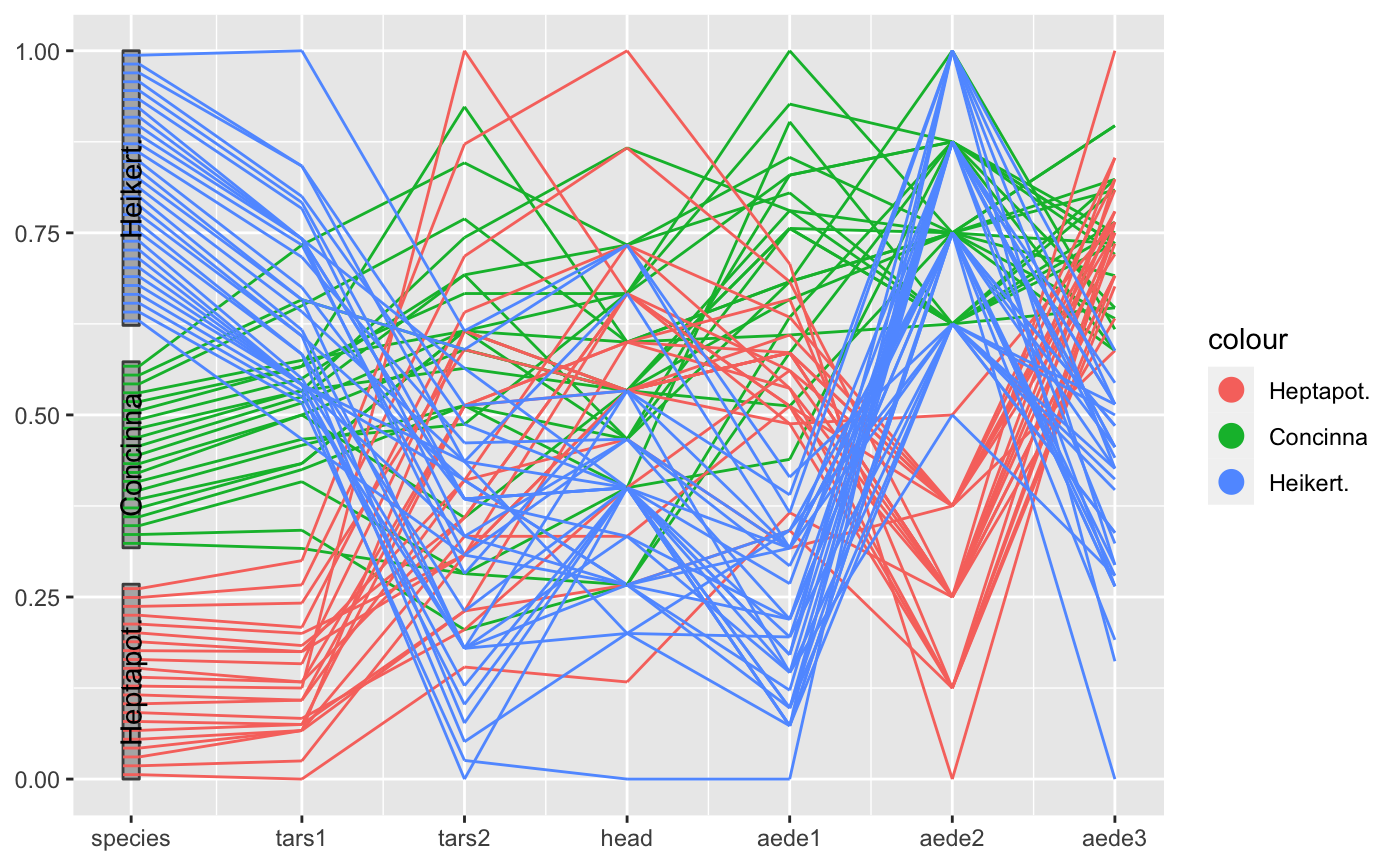 1.00
0.75
0.50
0.25
0.00
Heikert.
Concinna
Heptapot.
species tars1 tars2 head aede1 aede2 aede3
colour
Heptapot.
Concinna
Heikert.